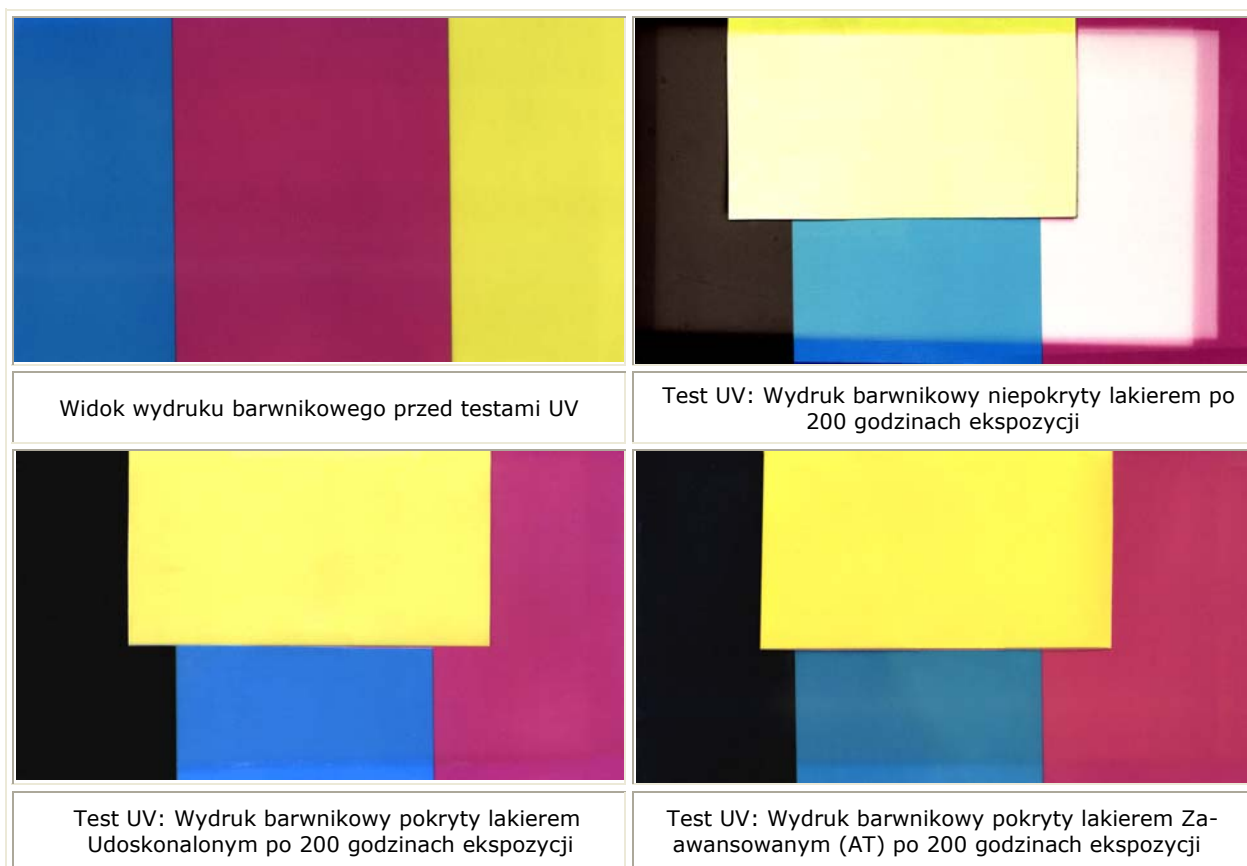 Widok wydruku barwnikowego przed testami UV
Test UV: Wydruk barwnikowy niepokryty lakierem po
200 godzinach ekspozycji
Test UV: Wydruk barwnikowy pokryty lakierem
Udoskonalonym po 200 godzinach ekspozycji
Test UV: Wydruk barwnikowy pokryty lakierem Za-
awansowanym (AT) po 200 godzinach ekspozycji